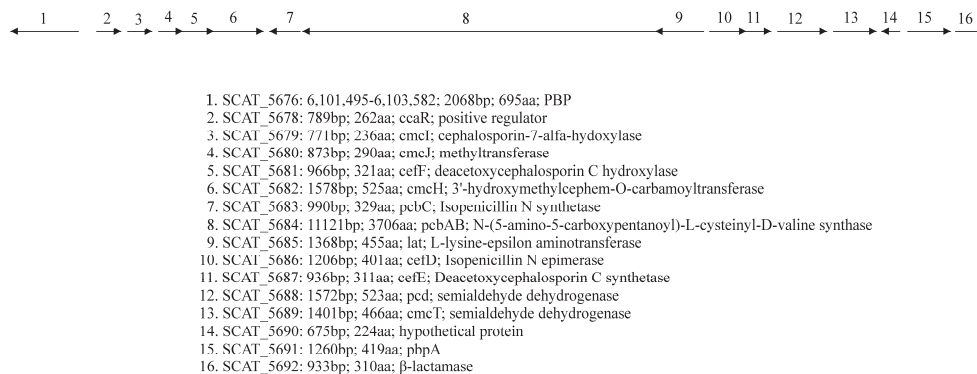 1 2 3 4 5 6 7 8 9 10 11 12 13 14 15 16
1. SCAT_5676: 6,101,495-6,103,582; 2068bp; 695aa; PBP
2. SCAT_5678: 789bp; 262aa; ccaR; positive regulator
3. SCAT_5679: 771bp; 236aa; cmcI; cephalosporin-7-alfa-hydoxylase
4. SCAT_5680: 873bp; 290aa; cmcJ; methyltransferase
5. SCAT_5681: 966bp; 321aa; cefF; deacetoxycephalosporin C hydroxylase
6. SCAT_5682: 1578bp; 525aa; cmcH; 3'-hydroxymethylcephem-O-carbamoyltransferase
7. SCAT_5683: 990bp; 329aa; pcbC; Isopenicillin N synthetase
8. SCAT_5684: 11121bp; 3706aa; pcbAB; N-(5-amino-5-carboxypentanoyl)-L-cysteinyl-D-valine synthase
9. SCAT_5685: 1368bp; 455aa; lat; L-lysine-epsilon aminotransferase
10. SCAT_5686: 1206bp; 401aa; cefD; Isopenicillin N epimerase
11. SCAT_5687: 936bp; 311aa; cefE; Deacetoxycephalosporin C synthetase
12. SCAT_5688: 1572bp; 523aa; pcd; semialdehyde dehydrogenase
13. SCAT_5689: 1401bp; 466aa; cmcT; semialdehyde dehydrogenase
14. SCAT_5690: 675bp; 224aa; hypothetical protein
15. SCAT_5691: 1260bp; 419aa; pbpA
16. SCAT_5692: 933bp; 310aa; β-lactamase